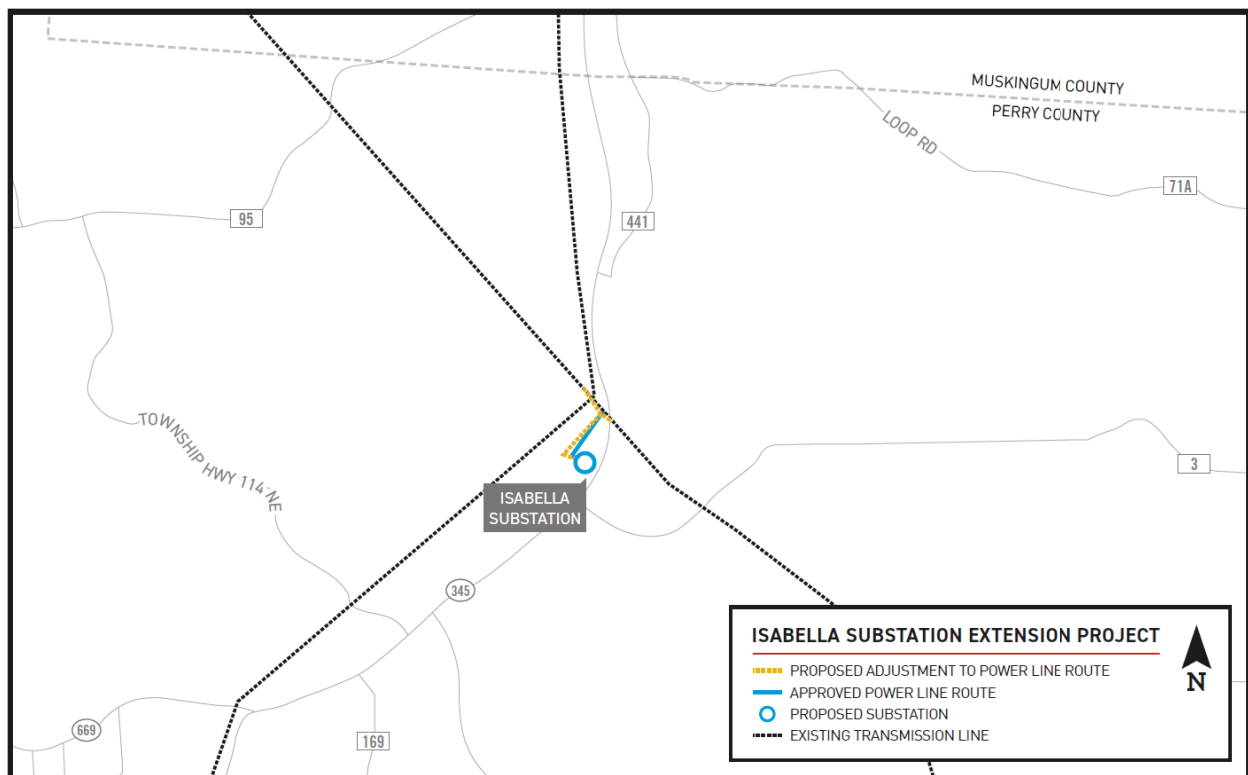 MUSKINGUM COUNTY
PERRY COUNTY
LOOP RD
71A
95
441
TOWNSHIP HWY 114 NE
3
ISABELLA
SUBSTATION
345
669
169
ISABELLA SUBSTATION EXTENSION PROJECT
PROPOSED ADJUSTMENT TO POWER LINE ROUTE
APPROVED POWER LINE ROUTE
PROPOSED SUBSTATION
EXISTING TRANSMISSION LINE
N